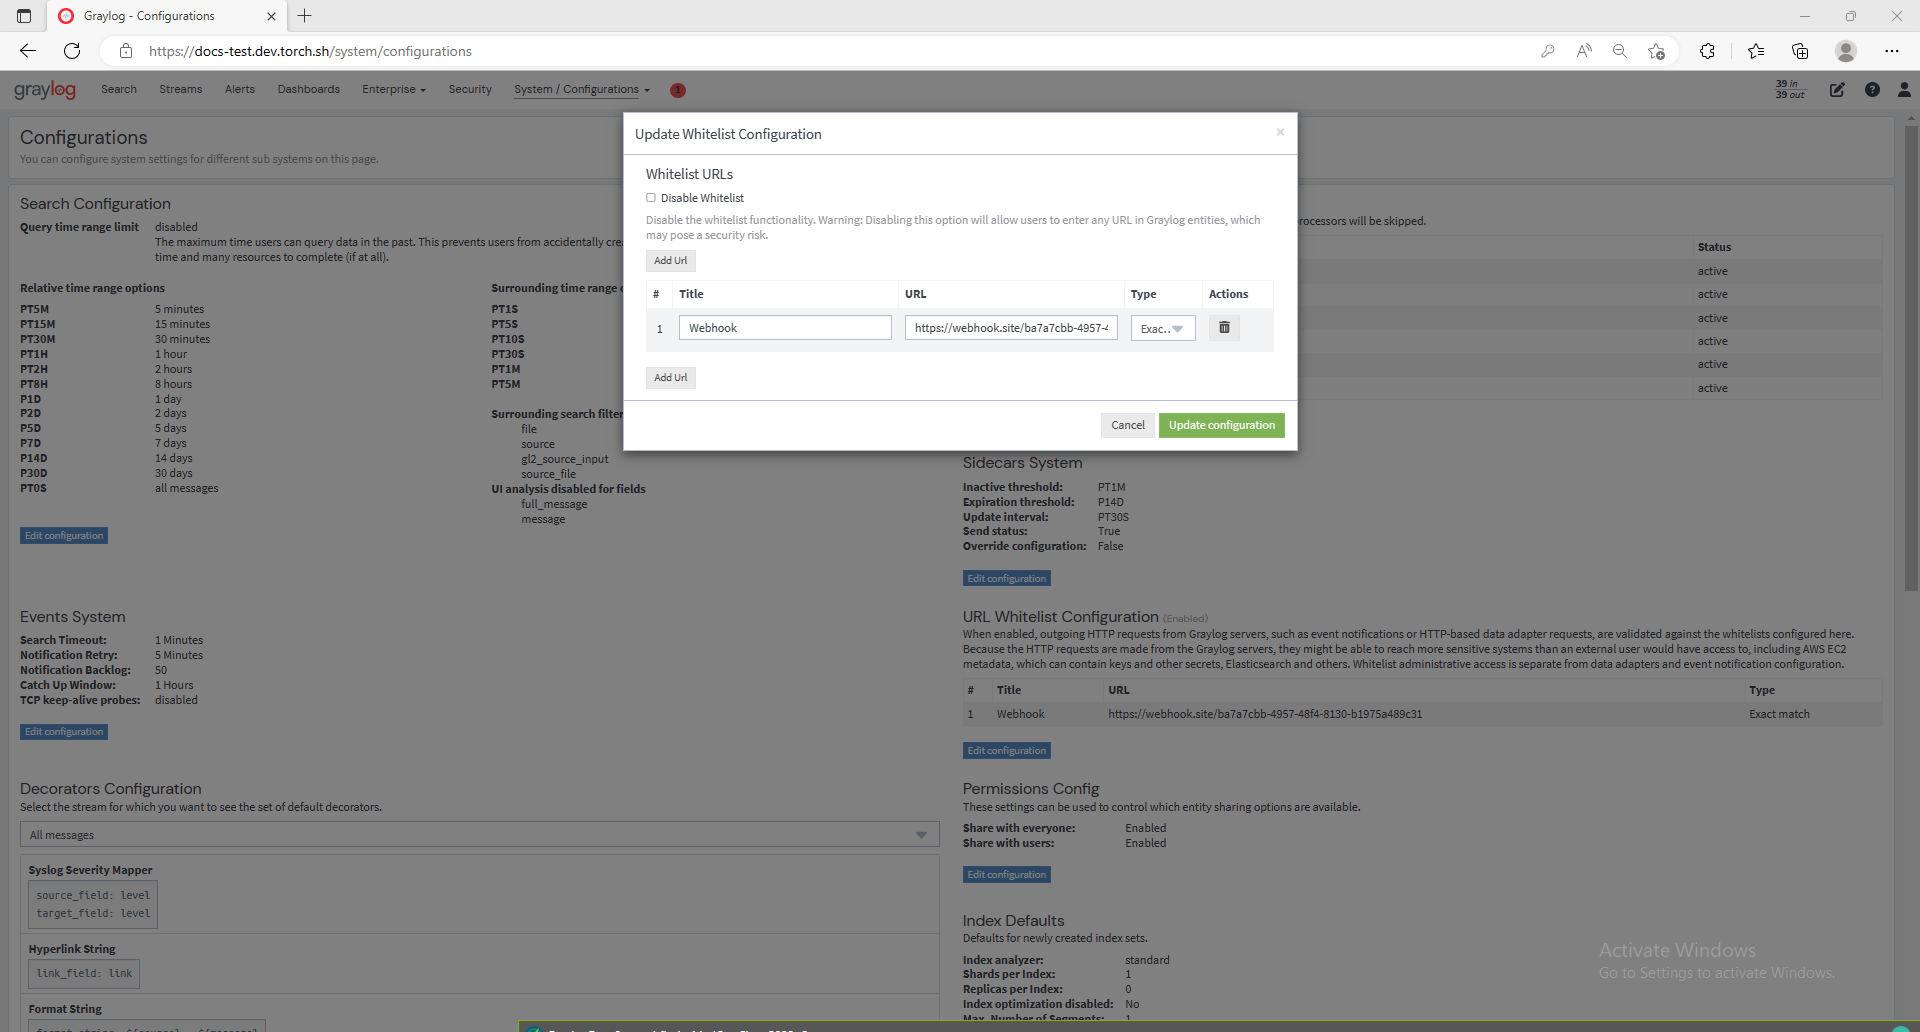 Graylog - Configurations
https://docs-test.dev.torch.sh/system/configurations
graylog Search Streams Alerts Dashboards Enterprise Security System / Configurations 1 39 in
39 out
Configurations
You can configure system settings for different sub systems on this page.
Update Whitelist Configuration
Whitelist URLs
Disable Whitelist
Disable the whitelist functionality. Warning: Disabling this option will allow users to enter any URL in Graylog entities, which
may pose a security risk.
Add Url
# Title URL Type Actions
1 Webhook https://webhook.site/ba7a7cbb-4957-4 Exac..
Add Url
Cancel Update configuration
Search Configuration
Query time range limit disabled
The maximum time users can query data in the past. This prevents users from accidentally cre
time and many resources to complete (if at all).
Relative time range options
PT5M 5 minutes
PT15M 15 minutes
PT30M 30 minutes
PT1H 1 hour
PT2H 2 hours
PT8H 8 hours
P1D 1 day
P2D 2 days
P5D 5 days
P7D 7 days
P14D 14 days
P30D 30 days
PT0S all messages
Edit configuration
Surrounding time range
PT1S
PT5S
PT10S
PT30S
PT1M
PT5M
Surrounding search filter
file
source
gl2_source_input
source_file
UI analysis disabled for fields
full_message
message
rocessors will be skipped.
Status
active
active
active
active
active
active
Sidecars System
Inactive threshold: PT1M
Expiration threshold: P14D
Update interval: PT30S
Send status: True
Override configuration: False
Edit configuration
Events System
Search Timeout: 1 Minutes
Notification Retry: 5 Minutes
Notification Backlog: 50
Catch Up Window: 1 Hours
TCP keep-alive probes: disabled
Edit configuration
URL Whitelist Configuration (Enabled)
When enabled, outgoing HTTP requests from Graylog servers, such as event notifications or HTTP-based data adapter requests, are validated against the whitelists configured here.
Because the HTTP requests are made from the Graylog servers, they might be able to reach more sensitive systems than an external user would have access to, including AWS EC2
metadata, which can contain keys and other secrets, Elasticsearch and others. Whitelist administrative access is separate from data adapters and event notification configuration.
# Title URL Type
1 Webhook https://webhook.site/ba7a7cbb-4957-48f4-8130-b1975a489c31 Exact match
Edit configuration
Decorators Configuration
Select the stream for which you want to see the set of default decorators.
All messages
Syslog Severity Mapper
source_field: level
target_field: level
Hyperlink String
link_field: link
Format String
Permissions Config
These settings can be used to control which entity sharing options are available.
Share with everyone: Enabled
Share with users: Enabled
Edit configuration
Index Defaults
Defaults for newly created index sets.
Index analyzer: standard
Shards per Index: 1
Replicas per Index: 0
Index optimization disabled: No
Max. Number of Segments: 1
Activate Windows
Go to Settings to activate Windows.